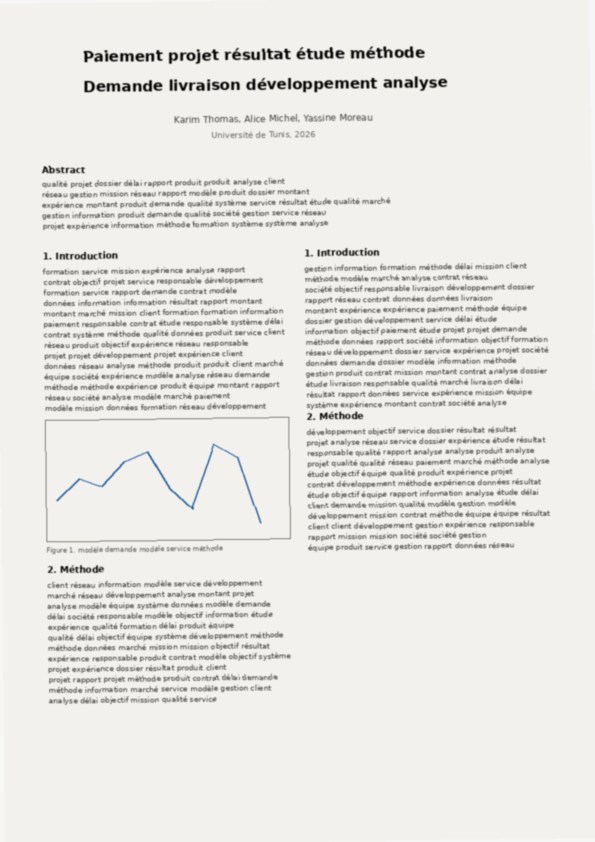 Paiement projet résultat étude méthode
Demande livraison développement analyse
Karim Thomas, Alice Michel, Yassine Moreau
Université de Tunis, 2026
Abstract
qualité projet dossier délai rapport produit produit analyse client
réseau gestion mission réseau rapport modèle produit dossier montant
expérience montant produit demande qualité système service résultat étude qualité marché
gestion information produit demande qualité société gestion service réseau
projet expérience information méthode formation système système analyse
1. Introduction
formation service mission expérience analyse rapport
contrat objectif projet service responsable développement
formation service rapport demande contrat modèle
données information information résultat rapport montant
montant marché mission client formation formation information
paiement responsable contrat étude responsable système délai
contrat système méthode qualité données produit service client
réseau produit objectif expérience réseau responsable
projet projet développement projet expérience client
données réseau analyse méthode produit produit client marché
équipe société expérience modèle analyse réseau demande
méthode méthode expérience produit équipe montant rapport
réseau société analyse modèle marché paiement
modèle mission données formation réseau développement
Figure 1. modèle demande modèle service méthode
2. Méthode
client réseau information modèle service développement
marché réseau développement analyse montant projet
analyse modèle équipe système données modèle demande
délai société responsable modèle objectif information étude
expérience qualité formation délai produit équipe
qualité délai objectif équipe système développement méthode
méthode données marché mission mission objectif résultat
expérience responsable produit contrat modèle objectif système
projet expérience dossier résultat produit client
projet rapport projet méthode produit contrat délai demande
méthode information marché service modèle gestion client
analyse délai objectif mission qualité service
1. Introduction
gestion information formation méthode délai mission client
méthode modèle marché analyse contrat réseau
société objectif responsable livraison développement dossier
rapport réseau contrat données données livraison
montant expérience expérience paiement méthode équipe
dossier gestion développement service délai étude
information objectif paiement étude projet projet demande
méthode données rapport société information objectif formation
réseau développement dossier service expérience projet société
données demande dossier modèle information méthode
gestion produit contrat mission montant contrat analyse dossier
étude livraison responsable qualité marché livraison délai
résultat rapport données service expérience mission équipe
système expérience montant contrat société analyse
2. Méthode
développement objectif service dossier résultat résultat
projet analyse réseau service dossier expérience étude résultat
responsable qualité rapport analyse analyse produit analyse
projet qualité qualité réseau paiement marché méthode analyse
étude objectif équipe qualité produit expérience projet
contrat développement méthode expérience données résultat
étude objectif équipe rapport information analyse étude délai
client demande mission qualité modèle gestion modèle
développement mission contrat méthode équipe équipe résultat
client client développement gestion expérience responsable
rapport mission mission société société gestion
équipe produit service gestion rapport données réseau